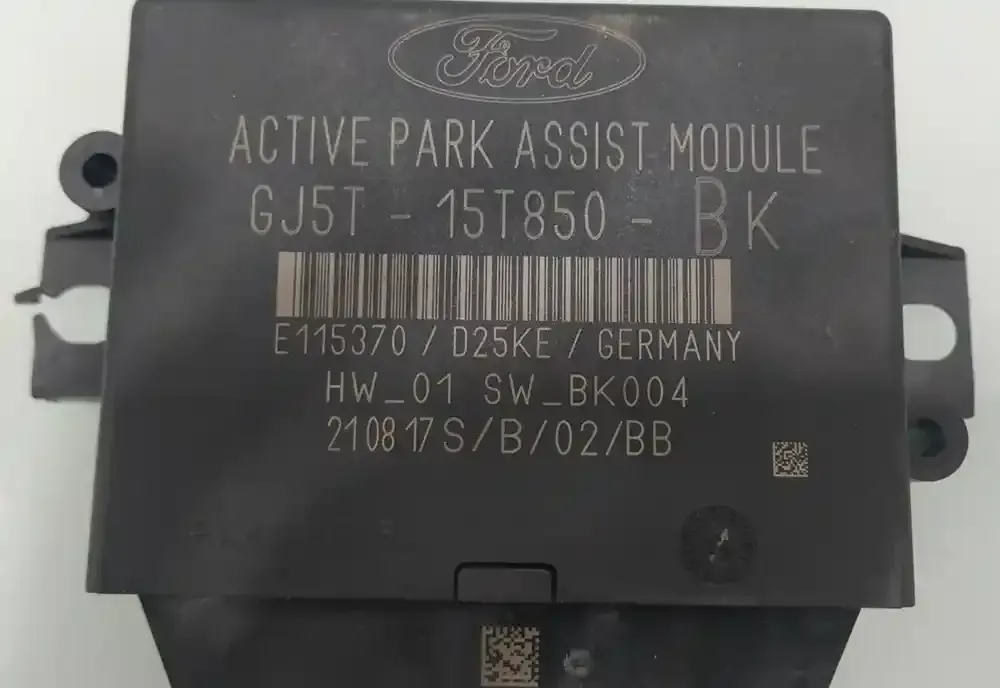 Ford
ACTIVE PARK ASSIST MODULE
GJ5T - 15T850 - BK
E115370 / D25KE / GERMANY
HW_01 SW_BK004
210817S/B/02/BB